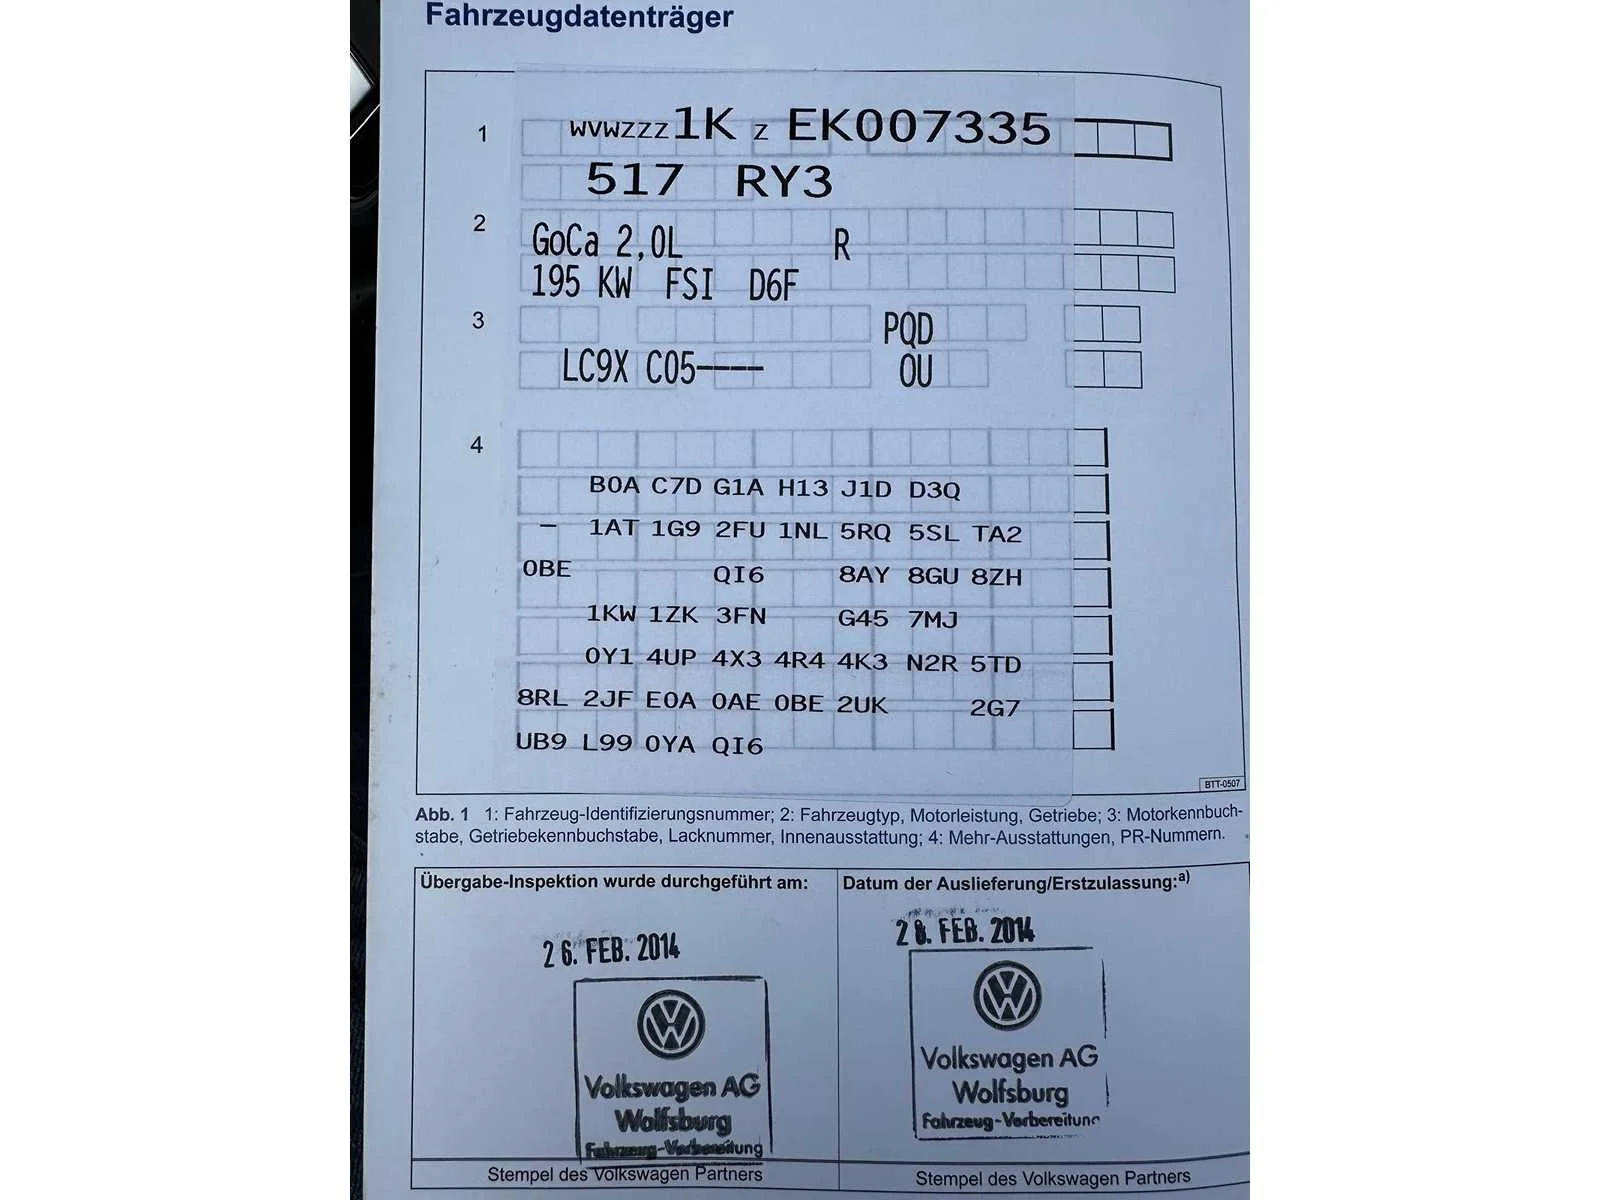 Fahrzeugdatenträger
1 WVWZZZ1K Z EK007335
517 RY3
2 GoCa 2,0L R
195 KW FSI D6F
3 PQD
LC9X C05---- OU
4
B0A C7D G1A H13 J1D D3Q
– 1AT 1G9 2FU 1NL 5RQ 5SL TA2
0BE QI6 8AY 8GU 8ZH
1KW 1ZK 3FN G45 7MJ
0Y1 4UP 4X3 4R4 4K3 N2R 5TD
8RL 2JF E0A 0AE 0BE 2UK 2G7
UB9 L99 0YA QI6
BTT-0507
Abb. 1 1: Fahrzeug-Identifizierungsnummer; 2: Fahrzeugtyp, Motorleistung, Getriebe; 3: Motorkennbuch-
stabe, Getriebekennbuchstabe, Lacknummer, Innenausstattung; 4: Mehr-Ausstattungen, PR-Nummern.
Übergabe-Inspektion wurde durchgeführt am:
26. FEB. 2014
Volkswagen AG
Wolfsburg
Fahrzeug-Vorbereitung
Stempel des Volkswagen Partners
Datum der Auslieferung/Erstzulassung:a)
28. FEB. 2014
Volkswagen AG
Wolfsburg
Fahrzeug-Vorbereitung
Stempel des Volkswagen Partners